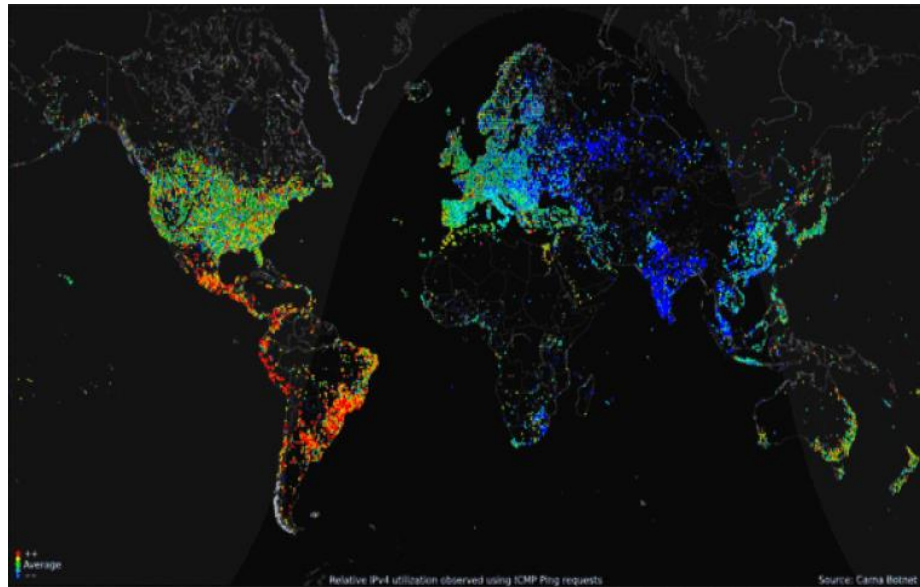 ++
Average
--
Relative IPv4 utilization observed using ICMP Ping requests
Source: Carna Botnet